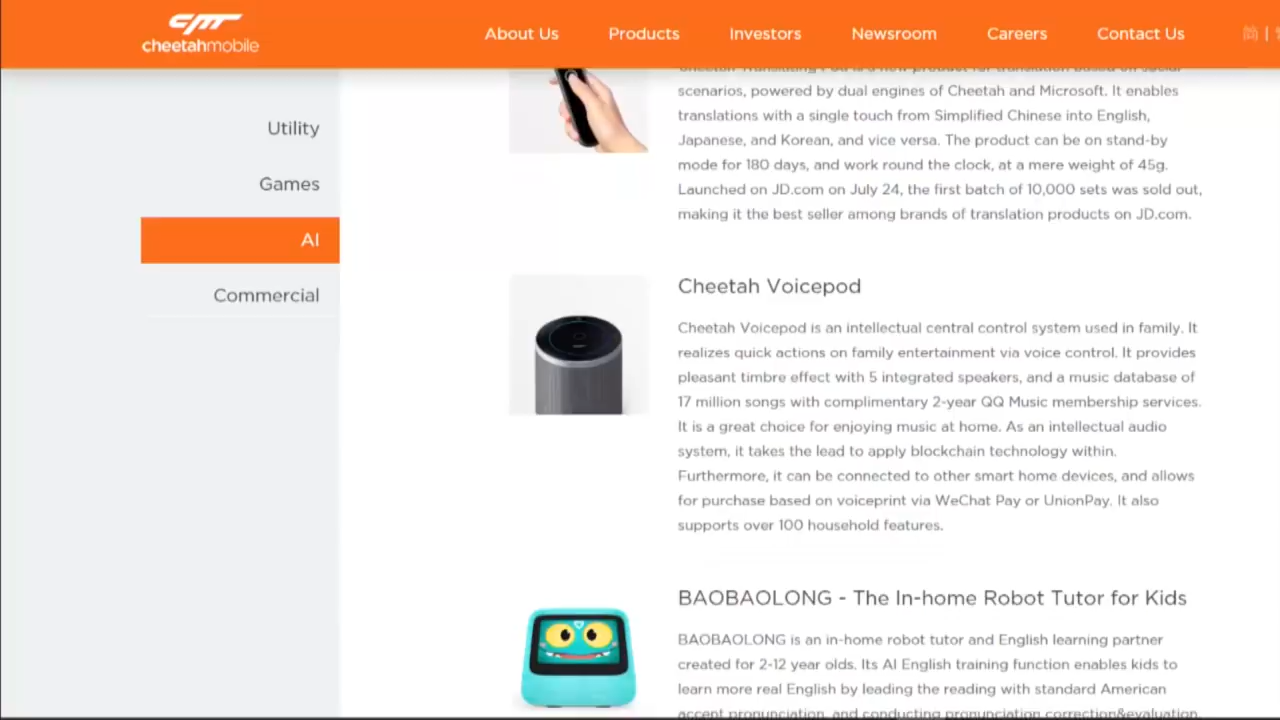 cheetahmobile
About Us
Products
Investors
Newsroom
Careers
Contact Us
简 |
Utility
Games
AI
Commercial
scenarios, powered by dual engines of Cheetah and Microsoft. It enables
translations with a single touch from Simplified Chinese into English,
Japanese, and Korean, and vice versa. The product can be on stand-by
mode for 180 days, and work round the clock, at a mere weight of 45g.
Launched on JD.com on July 24, the first batch of 10,000 sets was sold out,
making it the best seller among brands of translation products on JD.com.
Cheetah Voicepod
Cheetah Voicepod is an intellectual central control system used in family. It
realizes quick actions on family entertainment via voice control. It provides
pleasant timbre effect with 5 integrated speakers, and a music database of
17 million songs with complimentary 2-year QQ Music membership services.
It is a great choice for enjoying music at home. As an intellectual audio
system, it takes the lead to apply blockchain technology within.
Furthermore, it can be connected to other smart home devices, and allows
for purchase based on voiceprint via WeChat Pay or UnionPay. It also
supports over 100 household features.
BAOBAOLONG - The In-home Robot Tutor for Kids
BAOBAOLONG is an in-home robot tutor and English learning partner
created for 2-12 year olds. Its AI English training function enables kids to
learn more real English by leading the reading with standard American
accent pronunciation, and conducting pronunciation correction&evaluation.